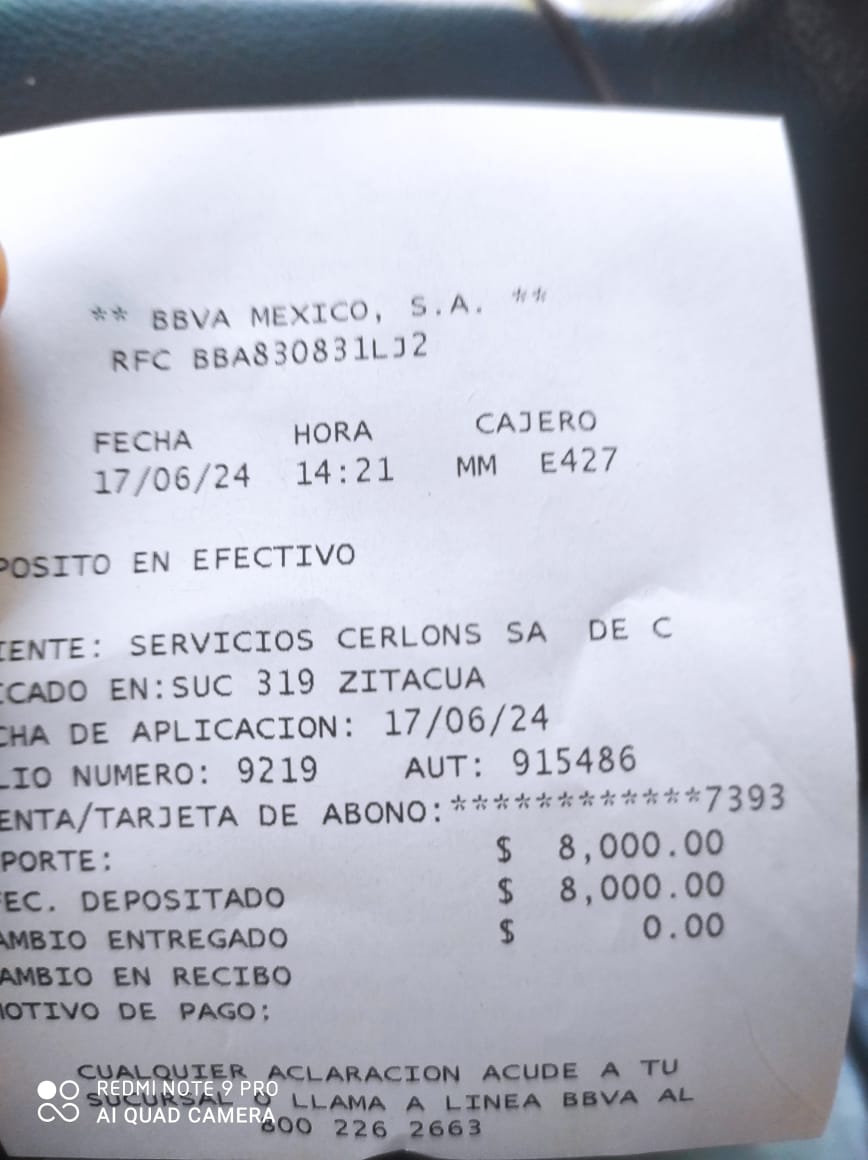 ** BBVA MEXICO, S.A. **
RFC BBA830831LJ2
FECHA HORA CAJERO
17/06/24 14:21 MM E427
POSITO EN EFECTIVO
IENTE: SERVICIOS CERLONS SA DE C
CADO EN:SUC 319 ZITACUA
CHA DE APLICACION: 17/06/24
LIO NUMERO: 9219 AUT: 915486
ENTA/TARJETA DE ABONO:************7393
PORTE: $ 8,000.00
EC. DEPOSITADO $ 8,000.00
AMBIO ENTREGADO $ 0.00
AMBIO EN RECIBO
MOTIVO DE PAGO:
CUALQUIER ACLARACION ACUDE A TU
SUCURSAL O LLAMA A LINEA BBVA AL
800 226 2663
REDMI NOTE 9 PRO
AI QUAD CAMERA